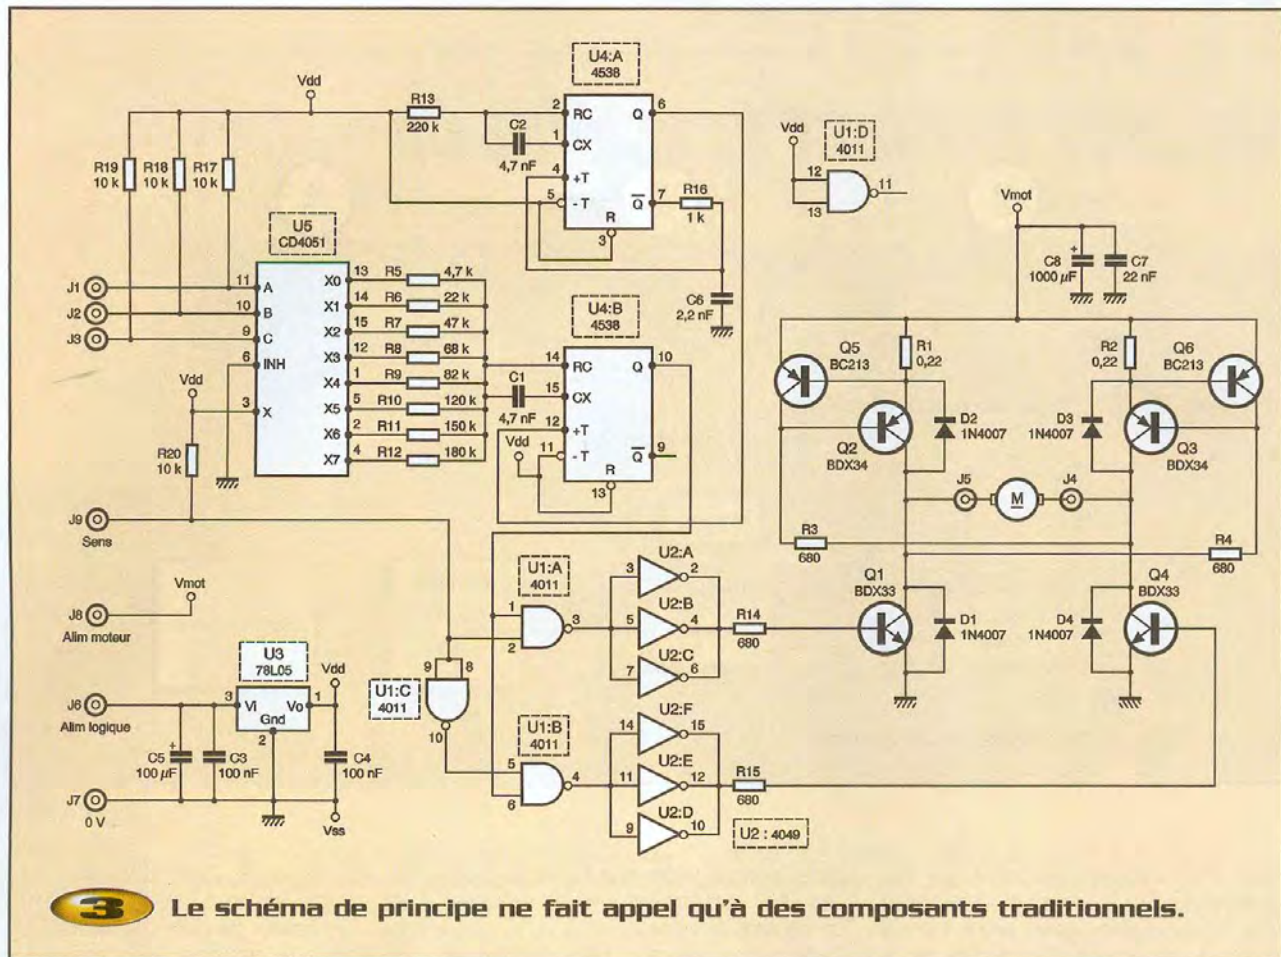 U4:A
4538
Vdd
R13
220 k
C2
4,7 nF
2 RC Q 6
1 CX
4 +T
5 - T
Q 7
R
3
R16
1 k
Vdd
U1:D
4011
12
13
11
R19
10 k
R18
10 k
R17
10 k
U5
CD4051
J1
J2
J3
11 A
10 B
9 C
6 INH
3 X
X0 13 R5 4,7 k
X1 14 R6 22 k
X2 15 R7 47 k
X3 12 R8 68 k
X4 1 R9 82 k
X5 5 R10 120 k
X6 2 R11 150 k
X7 4 R12 180 k
Vdd
R20
10 k
C6
2,2 nF
U4:B
4538
C1
4,7 nF
14 RC Q 10
15 CX
12 +T
11 - T
Q 9
R
13
Vdd
Vmot
C8
+
1000 µF
C7
22 nF
Q5
BC213
R1
0,22
R2
0,22
Q6
BC213
Q2
BDX34
D2
1N4007
D3
1N4007
Q3
BDX34
J5
M
J4
R3
680
R4
680
Q1
BDX33
D1
1N4007
D4
1N4007
Q4
BDX33
J9
Sens
J8
Alim moteur
Vmot
U1:A
4011
1
2
3
U2:A
3 2
U2:B
5 4
U2:C
7 6
R14
680
9 8
U1:C
4011
10
U1:B
4011
5
6
4
U2:F
14 15
U2:E
11 12
U2:D
9 10
R15
680
U2 : 4049
U3
78L05
Vdd
J6
Alim logique
3 Vi Vo 1
Gnd
2
C5
+
100 µF
C3
100 nF
C4
100 nF
J7
0 V
Vss
3 Le schéma de principe ne fait appel qu'à des composants traditionnels.